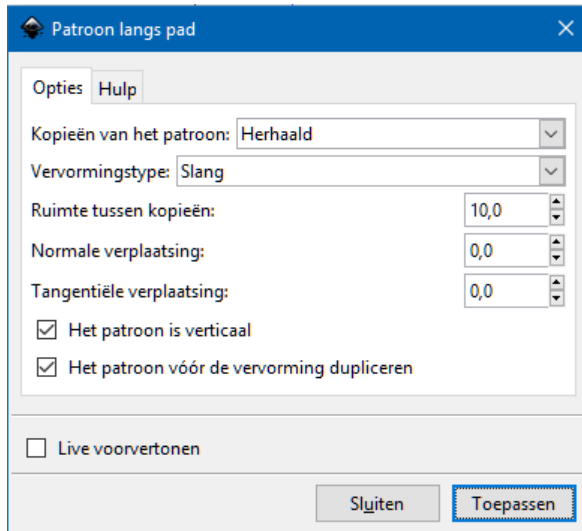 Patroon langs pad
Opties Hulp
Kopieën van het patroon: Herhaald
Vervormingstype: Slang
Ruimte tussen kopieën: 10,0
Normale verplaatsing: 0,0
Tangentiële verplaatsing: 0,0
Het patroon is verticaal
Het patroon vóór de vervorming dupliceren
Live voorvertonen
Sluiten Toepassen